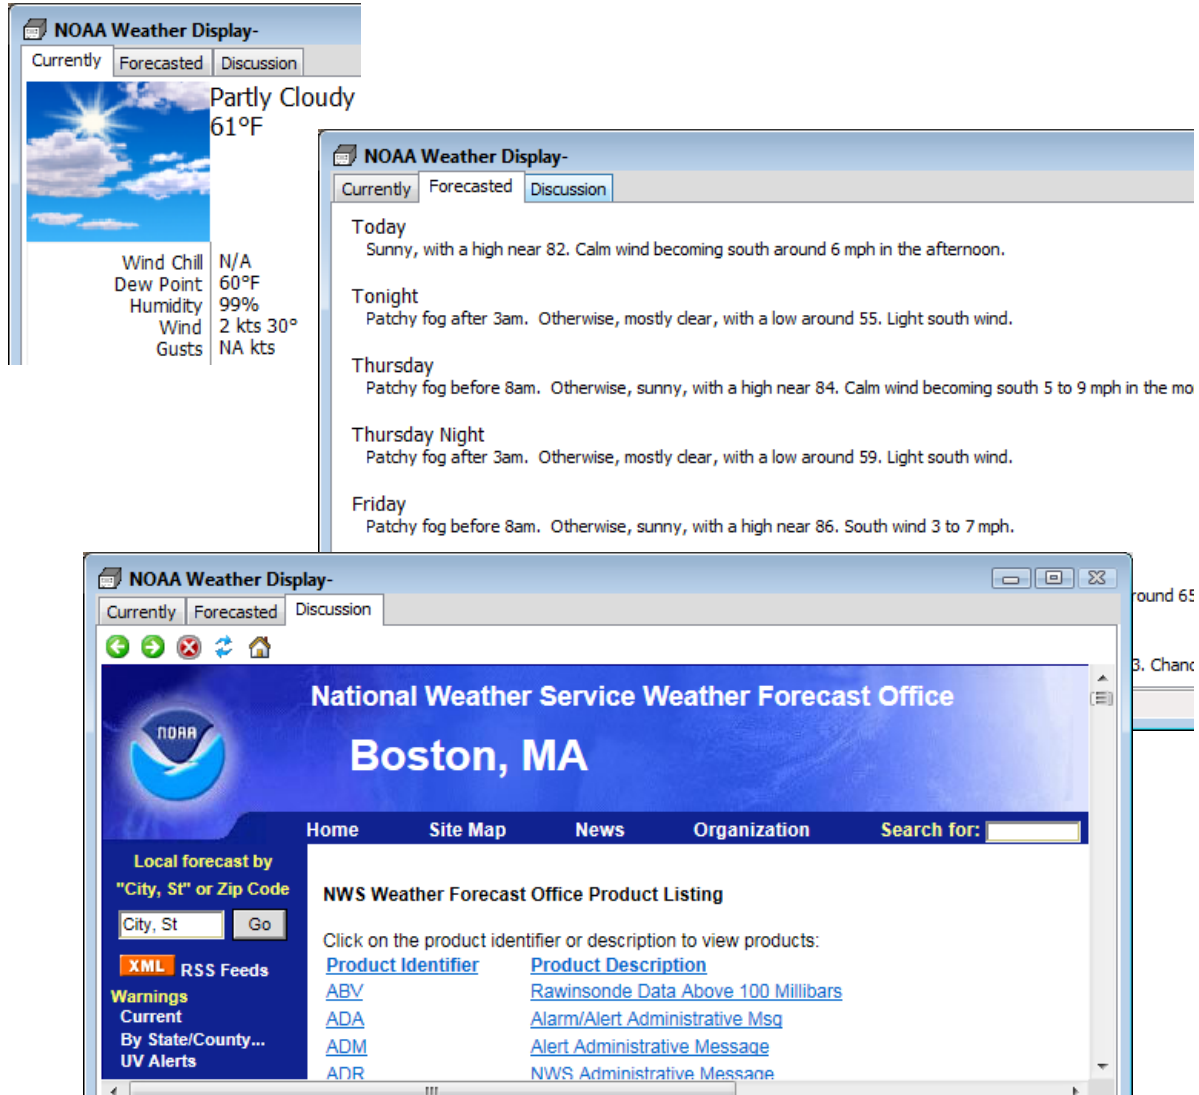 NOAA Weather Display-
Currently Forecasted Discussion
Partly Cloudy
61°F
Wind Chill N/A
Dew Point 60°F
Humidity 99%
Wind 2 kts 30°
Gusts NA kts
NOAA Weather Display-
Currently Forecasted Discussion
Today
Sunny, with a high near 82. Calm wind becoming south around 6 mph in the afternoon.
Tonight
Patchy fog after 3am. Otherwise, mostly clear, with a low around 55. Light south wind.
Thursday
Patchy fog before 8am. Otherwise, sunny, with a high near 84. Calm wind becoming south 5 to 9 mph in the mo
Thursday Night
Patchy fog after 3am. Otherwise, mostly clear, with a low around 59. Light south wind.
Friday
Patchy fog before 8am. Otherwise, sunny, with a high near 86. South wind 3 to 7 mph.
round 65
3. Chanc
NOAA Weather Display-
Currently Forecasted Discussion
NOAA
National Weather Service Weather Forecast Office
Boston, MA
Home Site Map News Organization Search for:
Local forecast by
"City, St" or Zip Code
City, St Go
XML RSS Feeds
Warnings
Current
By State/County...
UV Alerts
NWS Weather Forecast Office Product Listing
Click on the product identifier or description to view products:
Product Identifier Product Description
ABV Rawinsonde Data Above 100 Millibars
ADA Alarm/Alert Administrative Msg
ADM Alert Administrative Message
ADR NWS Administrative Message